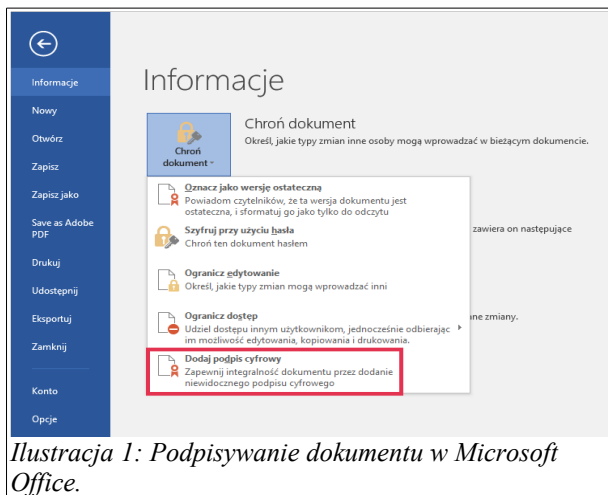 Informacje
Nowy
Otwórz
Zapisz
Zapisz jako
Save as Adobe
PDF
Drukuj
Udostępnij
Eksportuj
Zamknij
Konto
Opcje
Informacje
Chroń
dokument
Chroń dokument
Określ, jakie typy zmian inne osoby mogą wprowadzać w bieżącym dokumencie.
Oznacz jako wersję ostateczną
Powiadom czytelników, że ta wersja dokumentu jest
ostateczna, i sformatuj go jako tylko do odczytu
Szyfruj przy użyciu hasła
Chroń ten dokument hasłem
zawiera on następujące
Ogranicz edytowanie
Określ, jakie typy zmian mogą wprowadzać inni
Ogranicz dostęp
Udziel dostępu innym użytkownikom, jednocześnie odbierając
im możliwość edytowania, kopiowania i drukowania.
ne zmiany.
Dodaj podpis cyfrowy
Zapewnij integralność dokumentu przez dodanie
niewidocznego podpisu cyfrowego
Ilustracja 1: Podpisywanie dokumentu w Microsoft
Office.